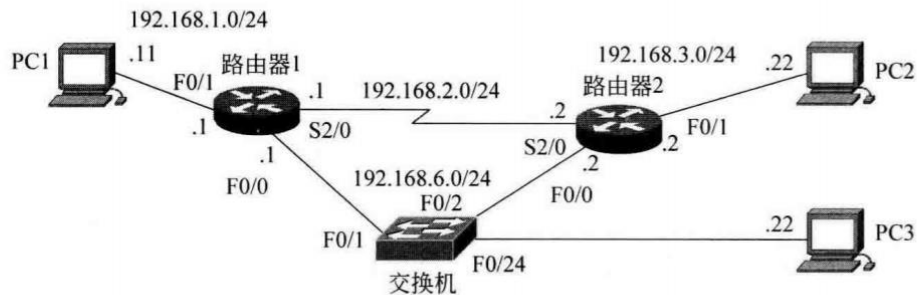 192.168.1.0/24
PC1
.11
F0/1
路由器1
.1
.1
S2/0
.1
F0/0
192.168.2.0/24
192.168.3.0/24
路由器2
.22
PC2
.2
F0/1
S2/0
.2
.2
F0/0
192.168.6.0/24
F0/2
F0/1
F0/24
交换机
.22
PC3